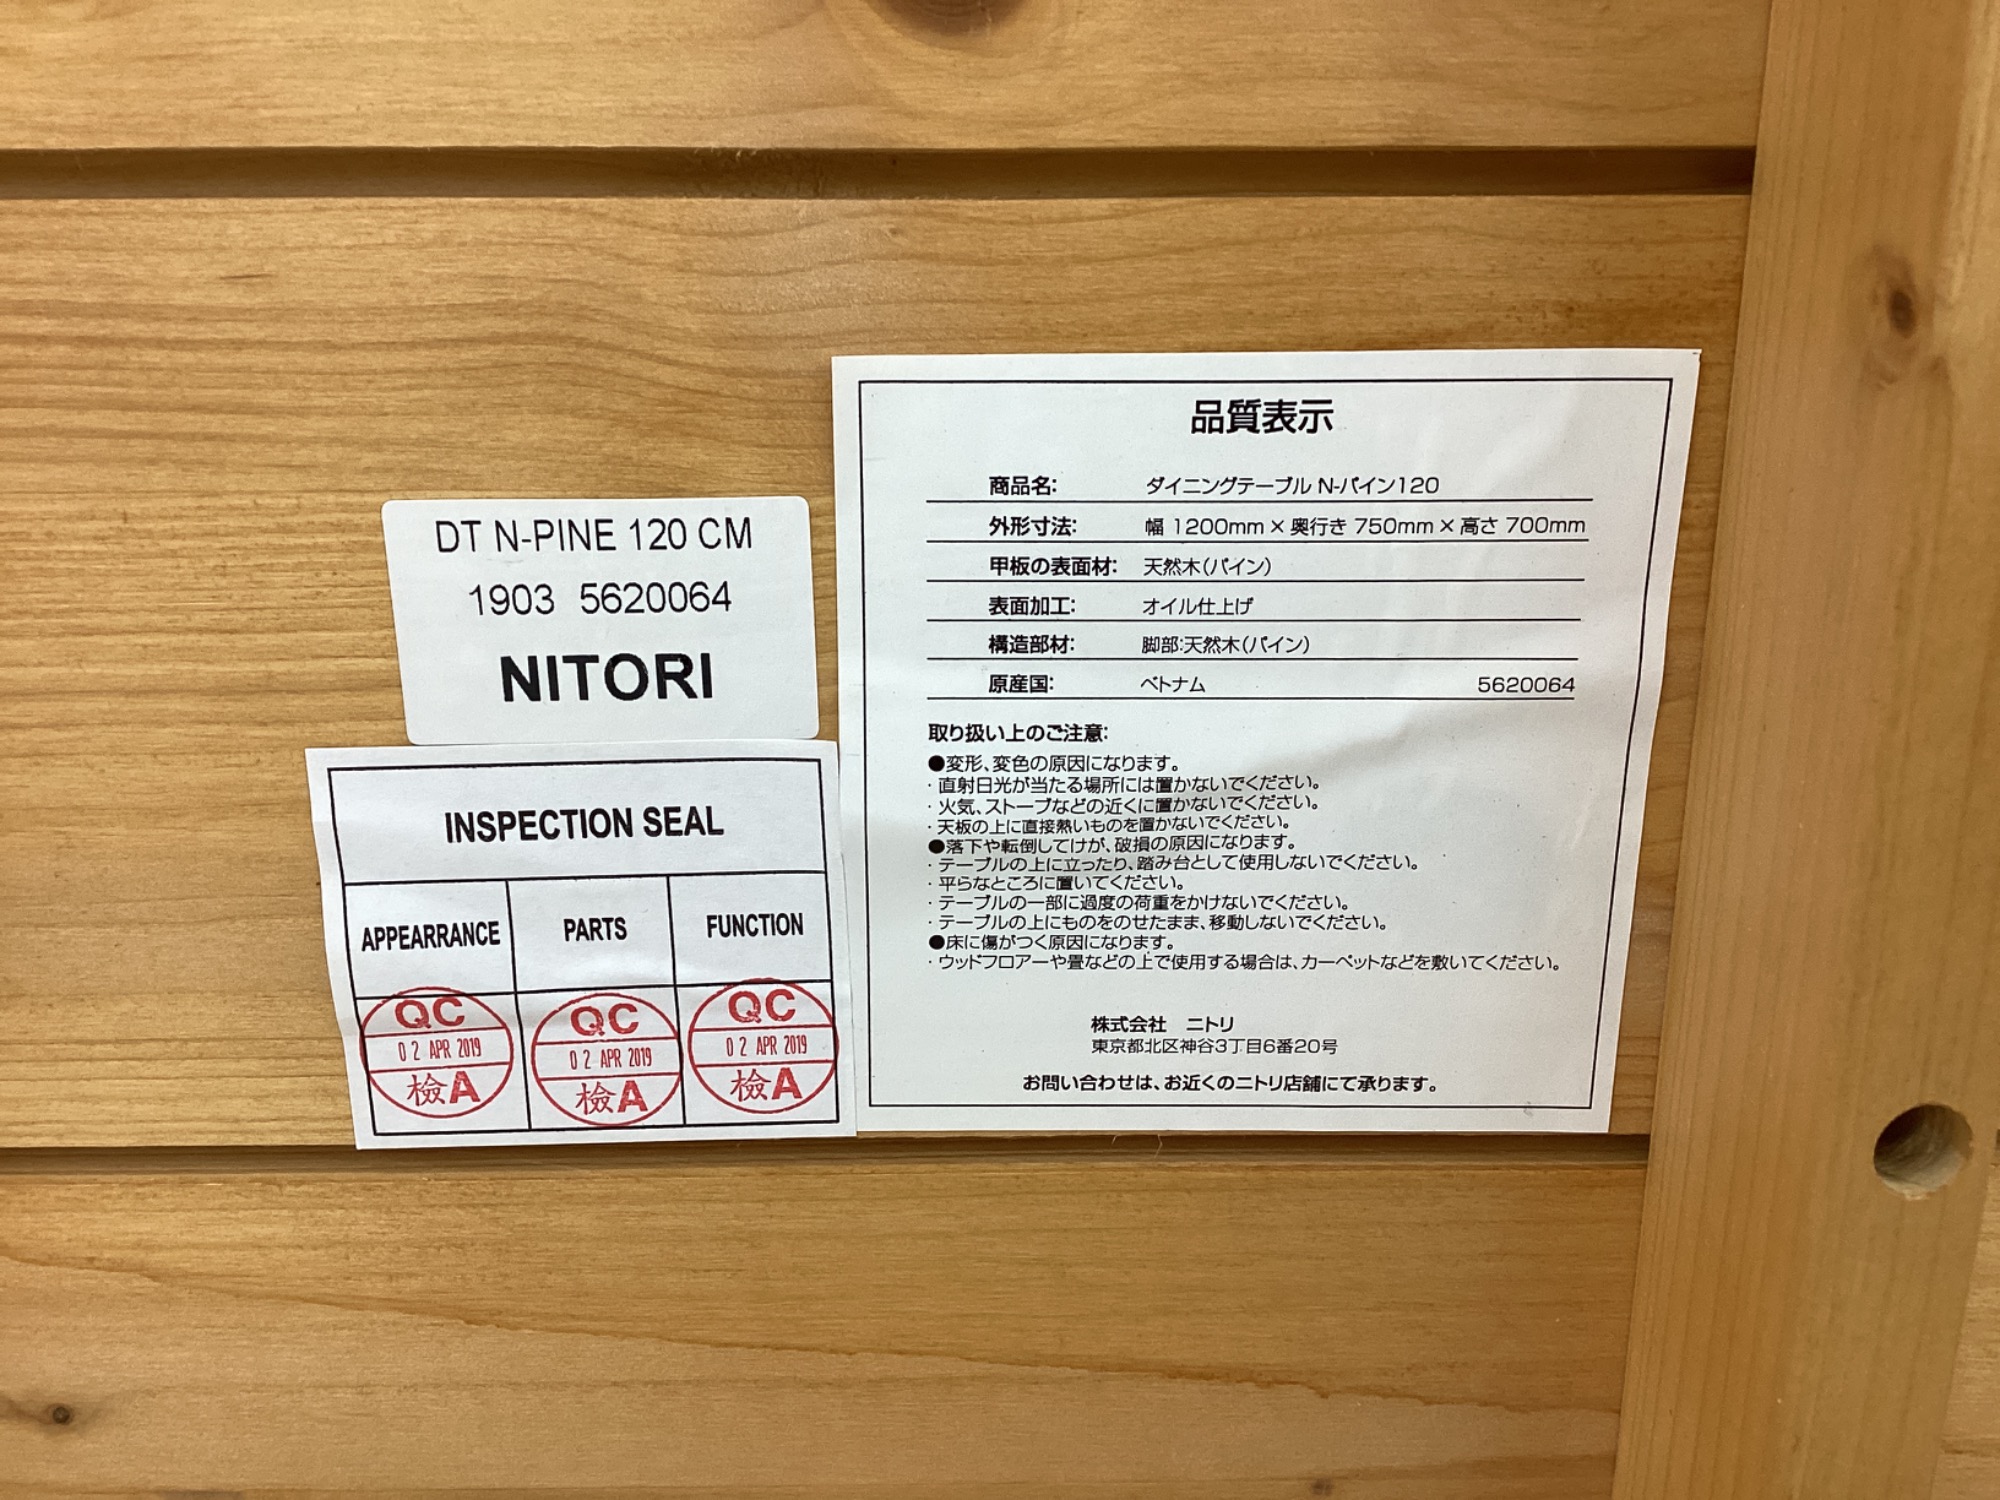 DT N-PINE 120 CM
1903 5620064
NITORI
INSPECTION SEAL
APPEARRANCE PARTS FUNCTION
QC QC QC
02 APR 2019 02 APR 2019 02 APR 2019
檢A 檢A 檢A
品質表示
商品名: ダイニングテーブル N-パイン120
外形寸法: 幅 1200mm×奥行き 750mm×高さ 700mm
甲板の表面材: 天然木(パイン)
表面加工: オイル仕上げ
構造部材: 脚部:天然木(パイン)
原産国: ベトナム 5620064
取り扱い上のご注意:
●変形、変色の原因になります。
・直射日光が当たる場所には置かないでください。
・火気、ストーブなどの近くに置かないでください。
・天板の上に直接熱いものを置かないでください。
●落下や転倒してけが、破損の原因になります。
・テーブルの上に立ったり、踏み台として使用しないでください。
・平らなところに置いてください。
・テーブルの一部に過度の荷重をかけないでください。
・テーブルの上にものをのせたまま、移動しないでください。
●床に傷がつく原因になります。
・ウッドフロアーや畳などの上で使用する場合は、カーペットなどを敷いてください。
株式会社 ニトリ
東京都北区神谷3丁目6番20号
お問い合わせは、お近くのニトリ店舗にて承ります。